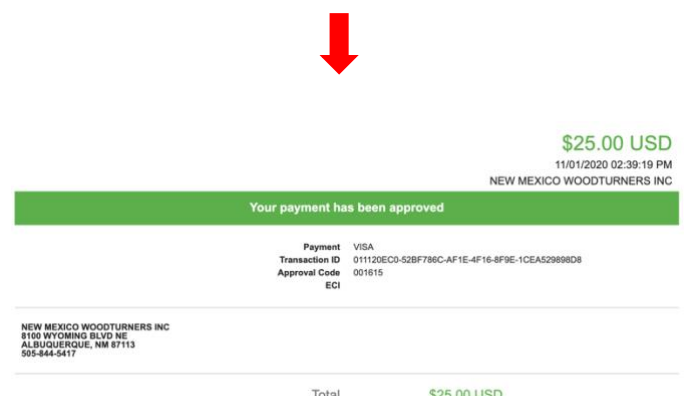 $25.00 USD
11/01/2020 02:39:19 PM
NEW MEXICO WOODTURNERS INC
Your payment has been approved
Payment VISA
Transaction ID 011120EC0-52BF786C-AF1E-4F16-8F9E-1CEA529898D8
Approval Code 001615
ECI
NEW MEXICO WOODTURNERS INC
8100 WYOMING BLVD NE
ALBUQUERQUE, NM 87113
505-844-5417
Total $25.00 USD